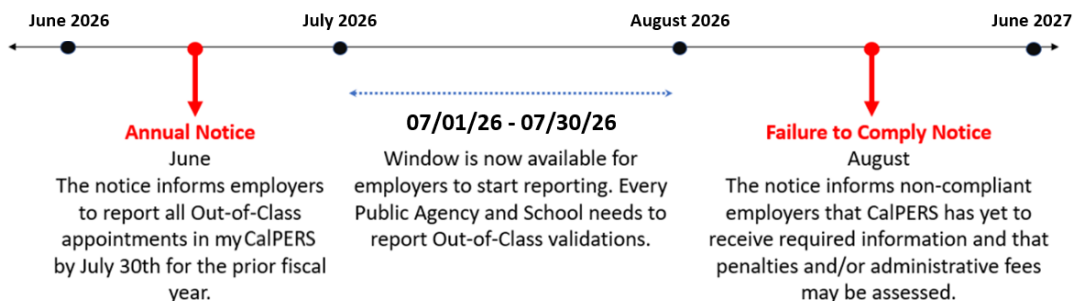 June 2026
July 2026
August 2026
June 2027
Annual Notice
June
The notice informs employers
to report all Out-of-Class
appointments in my CalPERS
by July 30th for the prior fiscal
year.
07/01/26 - 07/30/26
Window is now available for
employers to start reporting. Every
Public Agency and School needs to
report Out-of-Class validations.
Failure to Comply Notice
August
The notice informs non-compliant
employers that CalPERS has yet to
receive required information and that
penalties and/or administrative fees
may be assessed.